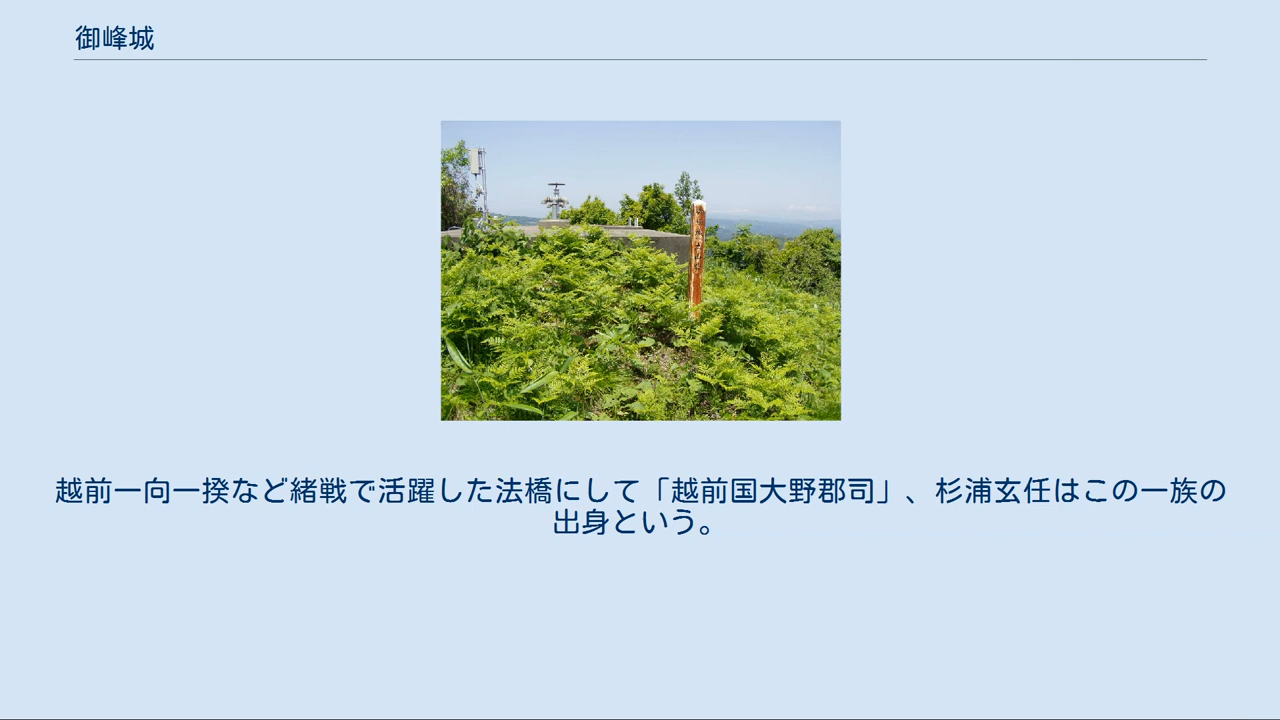 御峰城
越前一向一揆など緒戦で活躍した法橋にして「越前国大野郡司」、杉浦玄任はこの一族の
出身という。